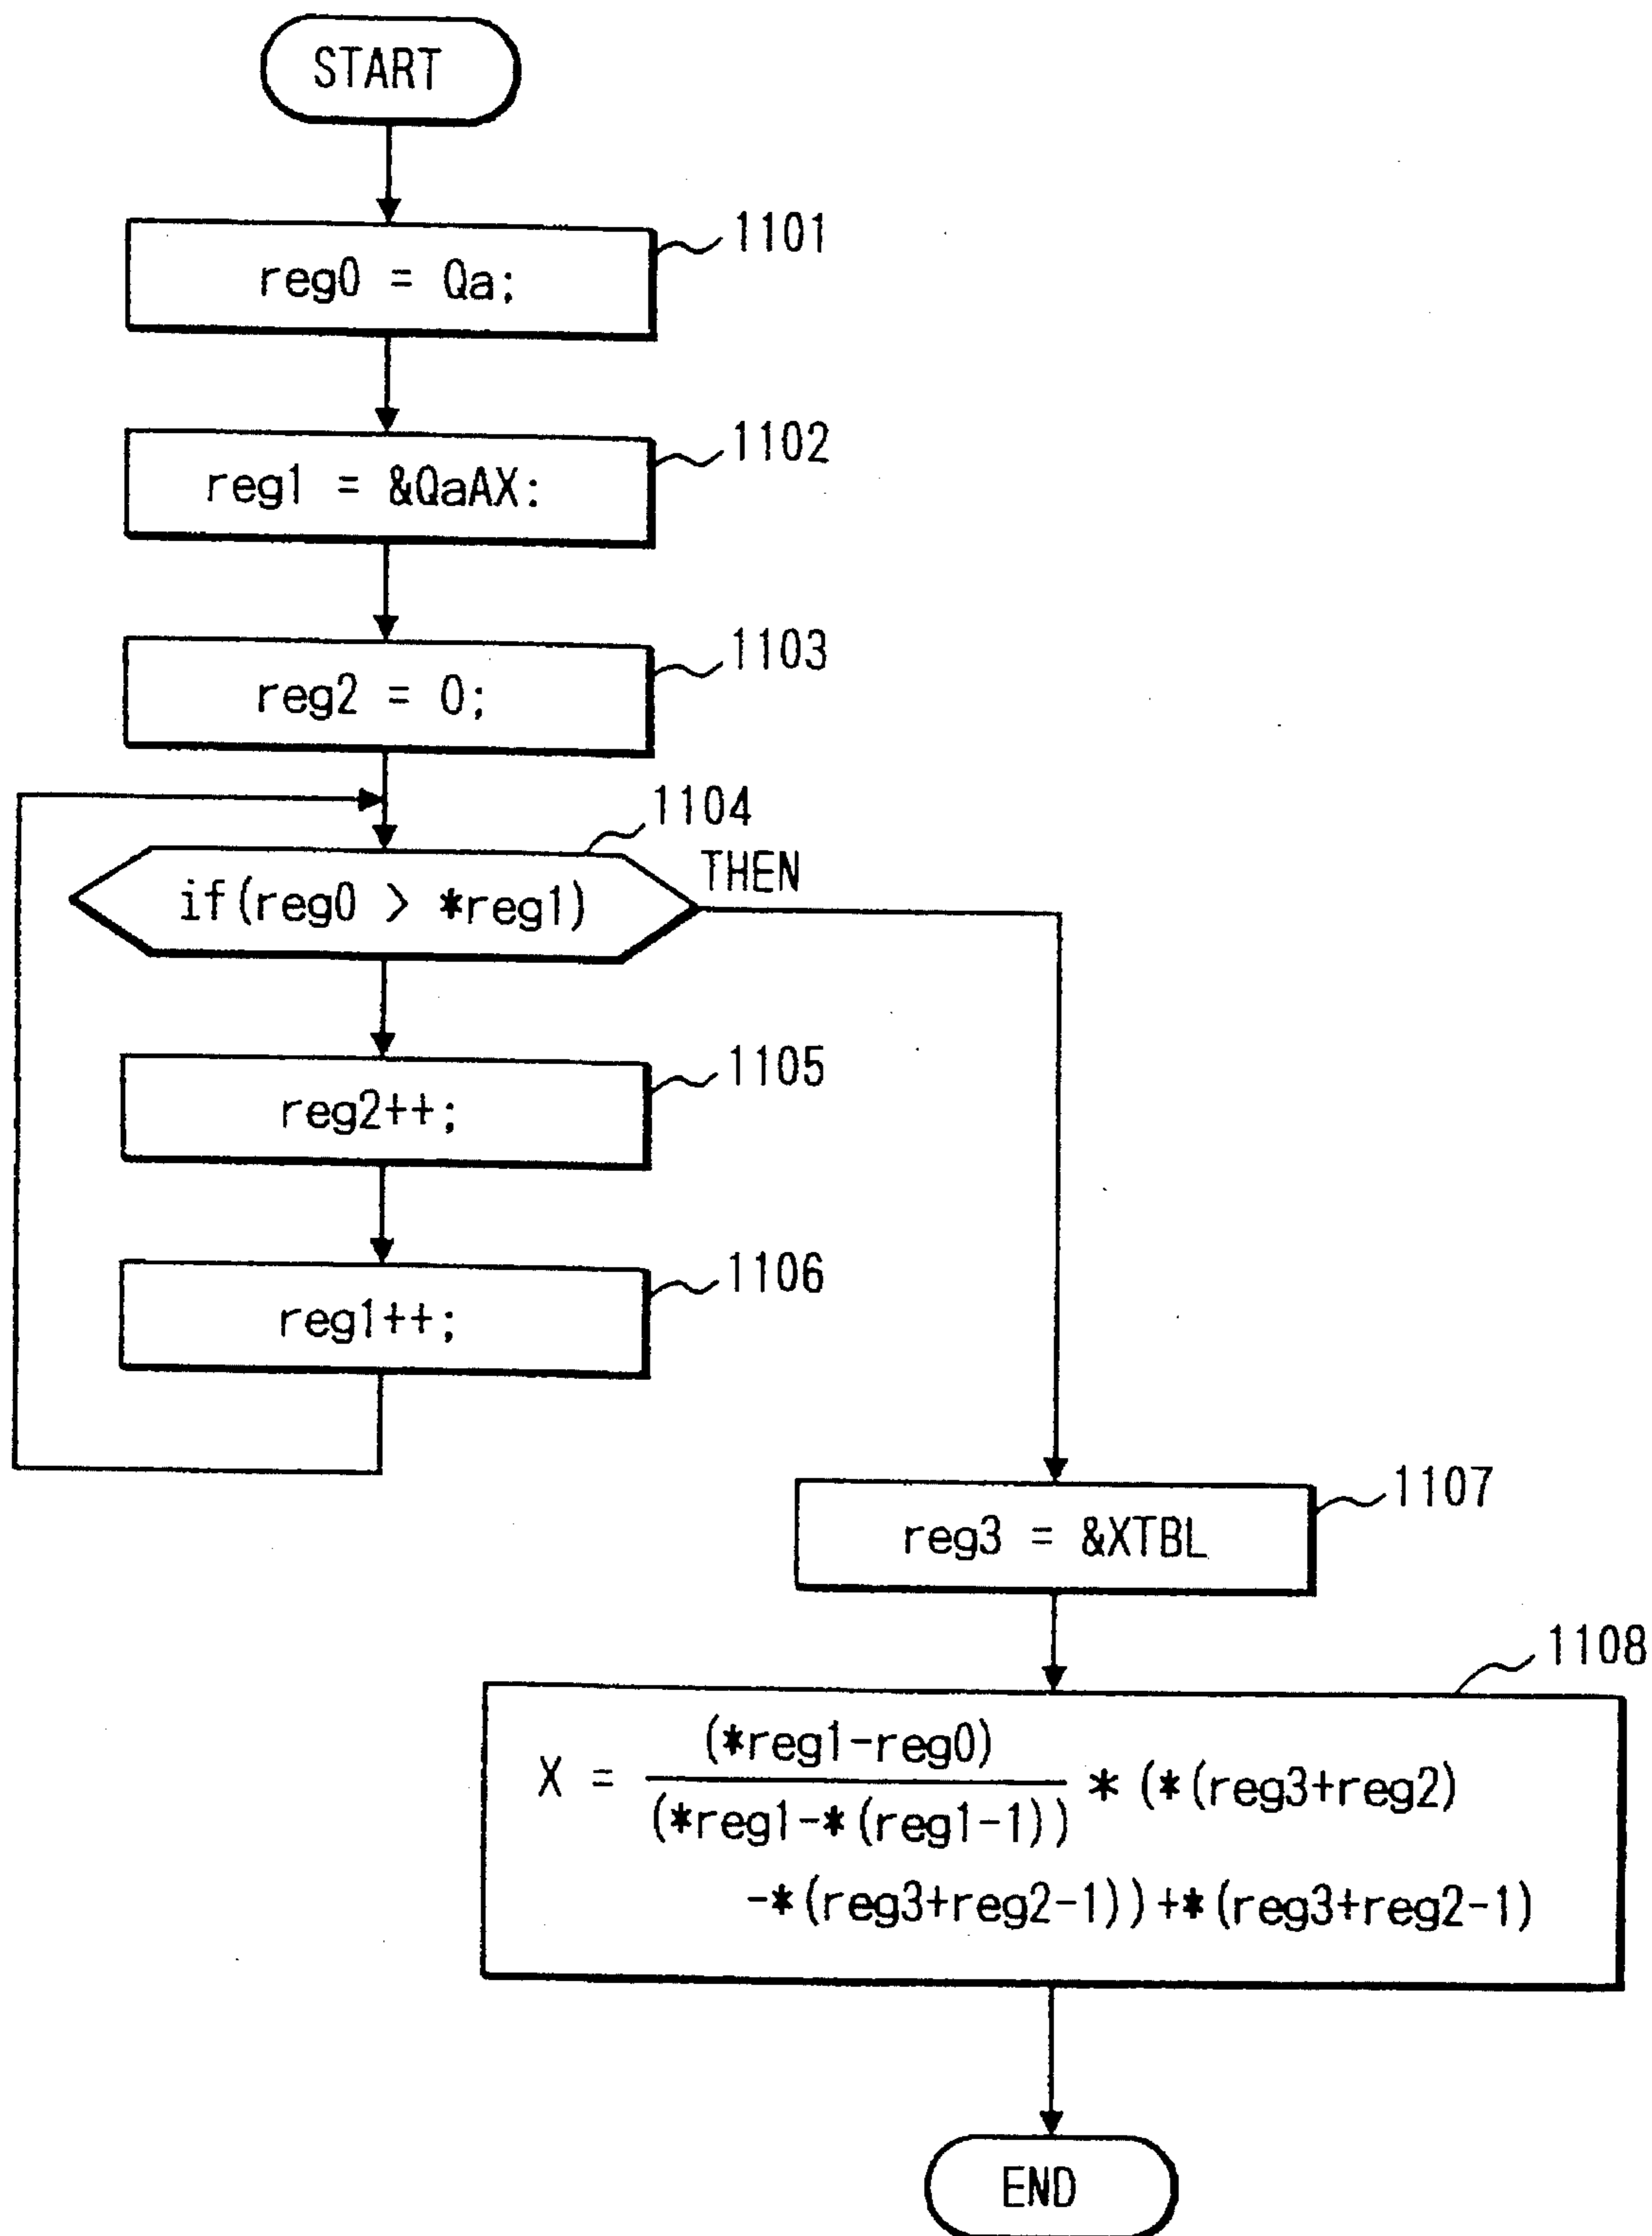 START
1101
reg0 = Qa;
1102
reg1 = &QaAX:
1103
reg2 = 0;
1104
if(reg0 > *reg1)
THEN
1105
reg2++;
1106
reg1++;
1107
reg3 = &XTBL
1108
(*reg1-reg0)
X = * (*(reg3+reg2)
(*reg1-*(reg1-1))
-*(reg3+reg2-1))+*(reg3+reg2-1)
END